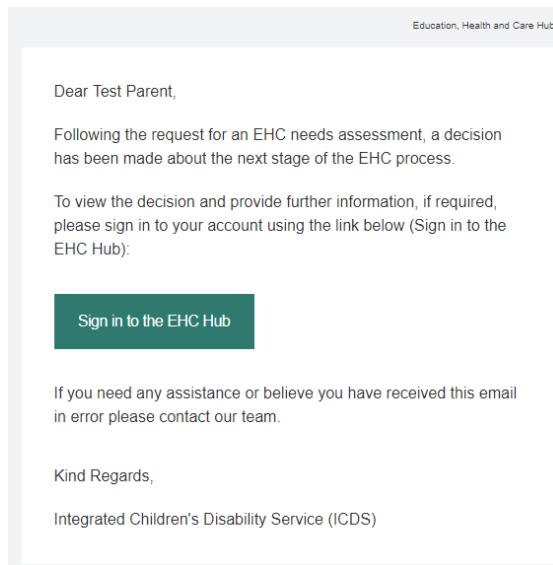 Education, Health and Care Hub
Dear Test Parent,
Following the request for an EHC needs assessment, a decision
has been made about the next stage of the EHC process.
To view the decision and provide further information, if required,
please sign in to your account using the link below (Sign in to the
EHC Hub):
Sign in to the EHC Hub
If you need any assistance or believe you have received this email
in error please contact our team.
Kind Regards,
Integrated Children's Disability Service (ICDS)